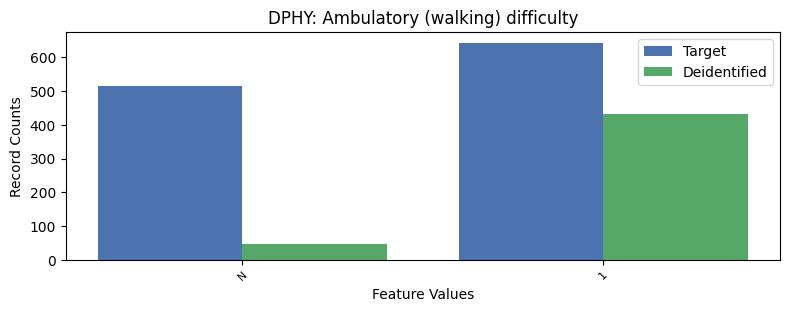 DPHY: Ambulatory (walking) difficulty
Record Counts
600
500
400
300
200
100
0
Target
Deidentified
N
1
Feature Values